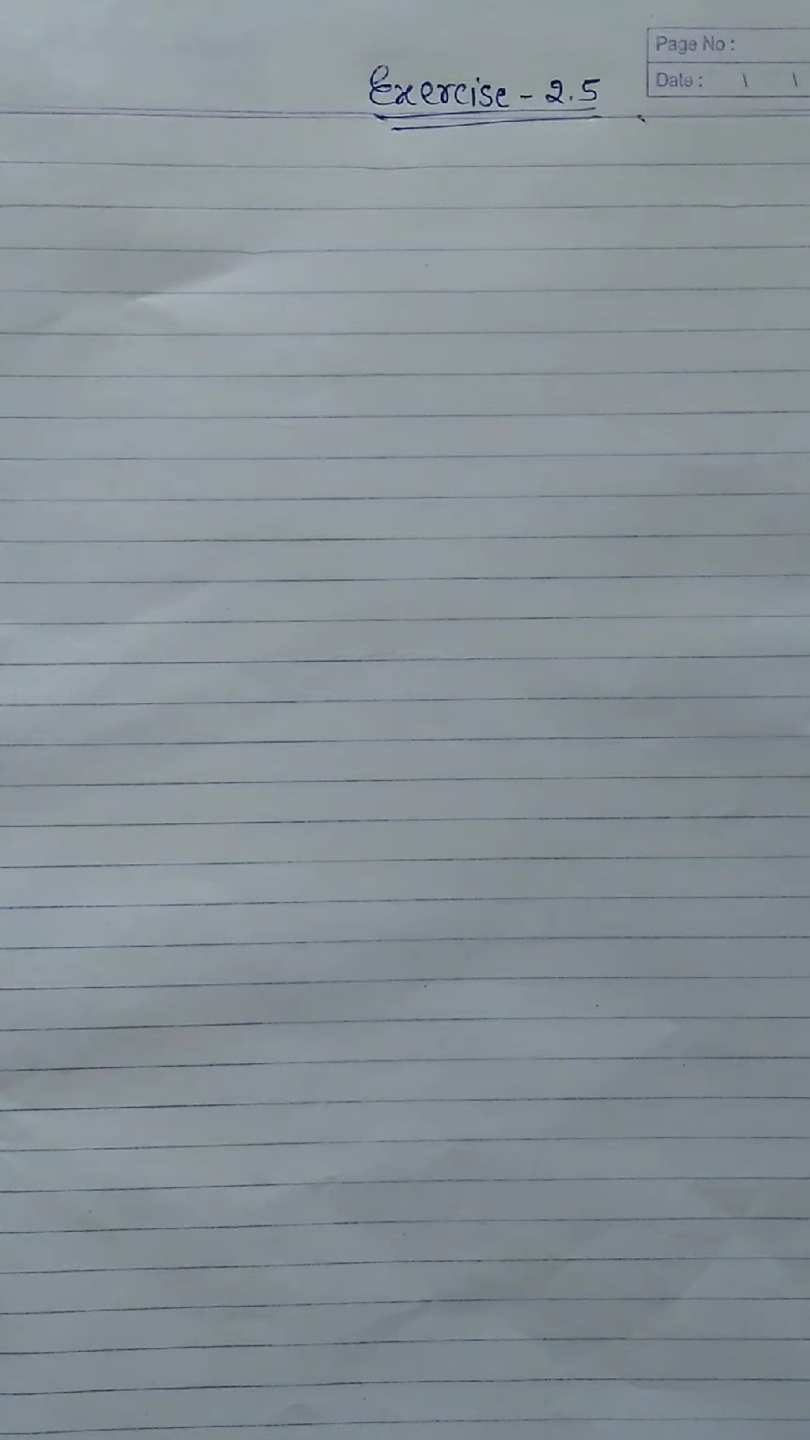 Page No :
Exercise - 2.5
Date : \ \